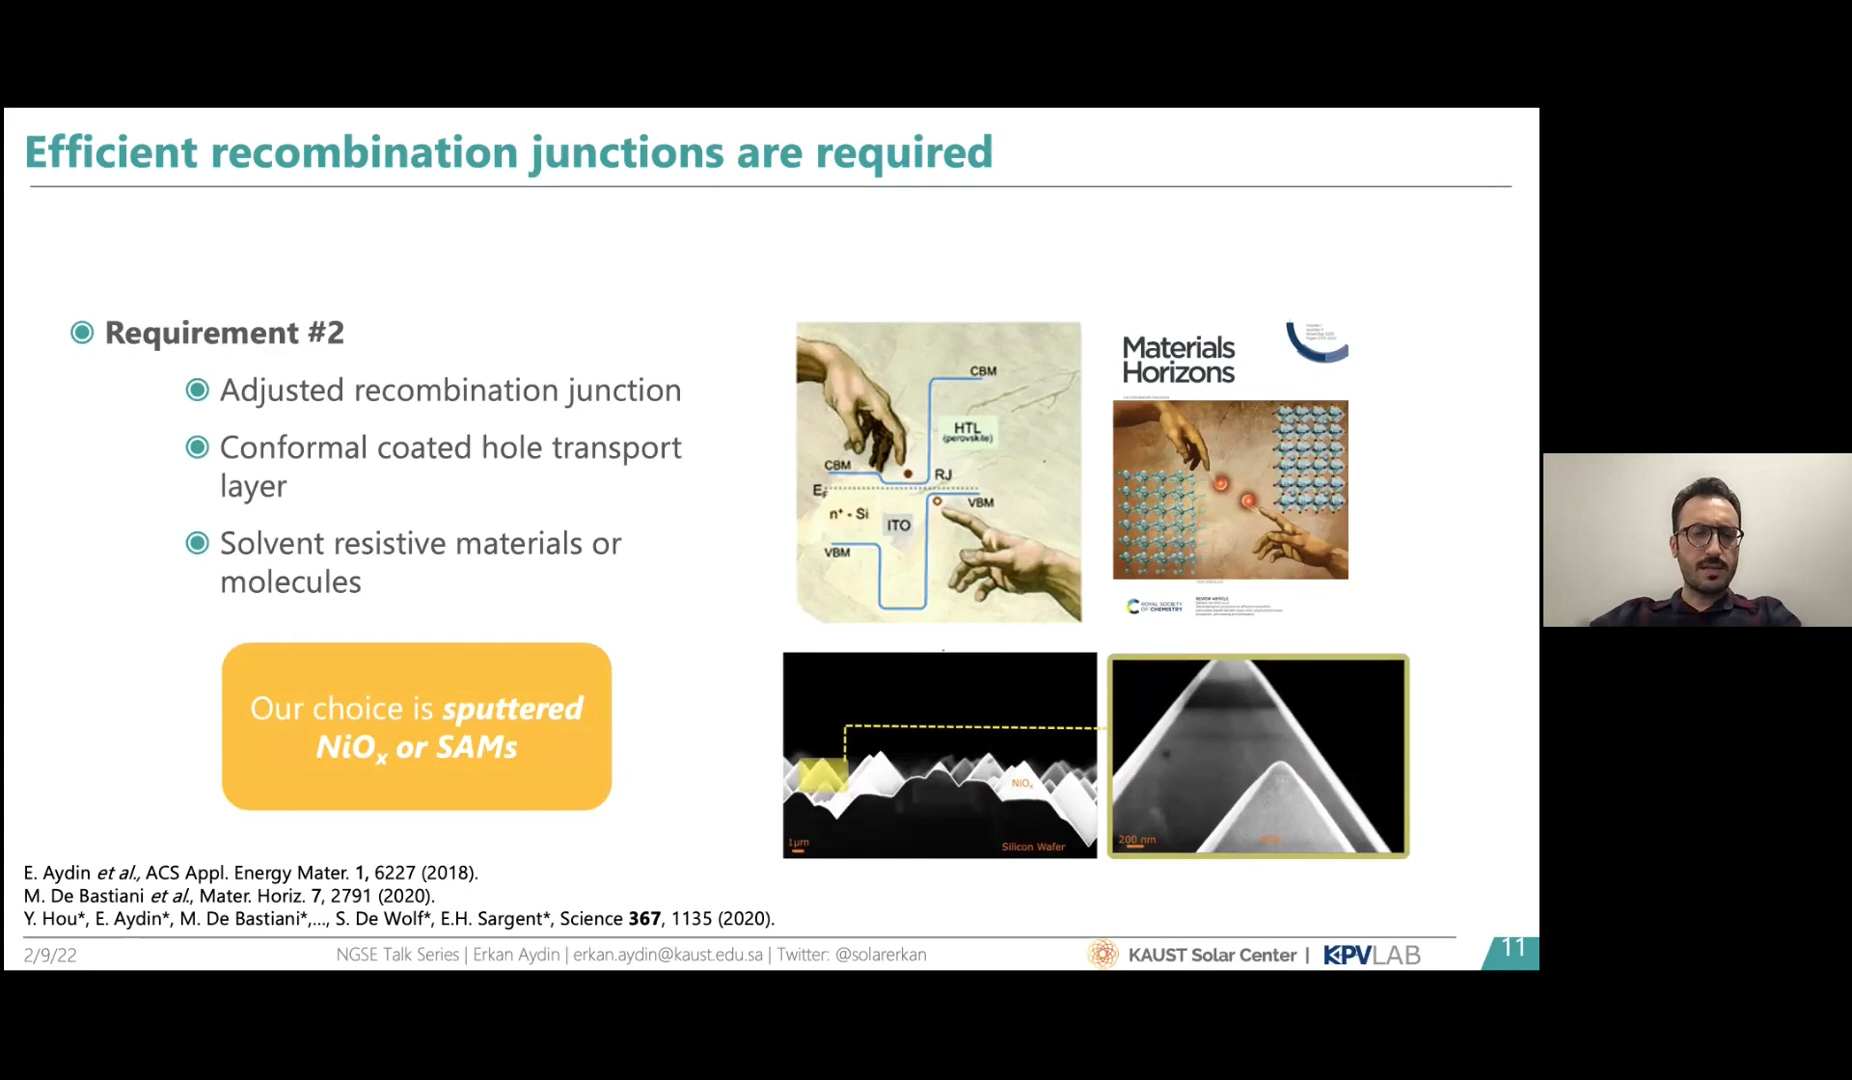 Efficient recombination junctions are required
Requirement #2
Adjusted recombination junction
Conformal coated hole transport
layer
Solvent resistive materials or
molecules
Our choice is sputtered
NiOx or SAMs
CBM
HTL
(perovskite)
CBM
RJ
EF
VBM
n+ - Si
ITO
VBM
Materials
Horizons
ROYAL SOCIETY
OF CHEMISTRY
REVIEW ARTICLE
NiOx
1µm
Silicon Wafer
200 nm
E. Aydin et al., ACS Appl. Energy Mater. 1, 6227 (2018).
M. De Bastiani et al., Mater. Horiz. 7, 2791 (2020).
Y. Hou*, E. Aydin*, M. De Bastiani*,..., S. De Wolf*, E.H. Sargent*, Science 367, 1135 (2020).
2/9/22
NGSE Talk Series | Erkan Aydin | erkan.aydin@kaust.edu.sa | Twitter: @solarerkan
KAUST Solar Center |
KPVLAB
11